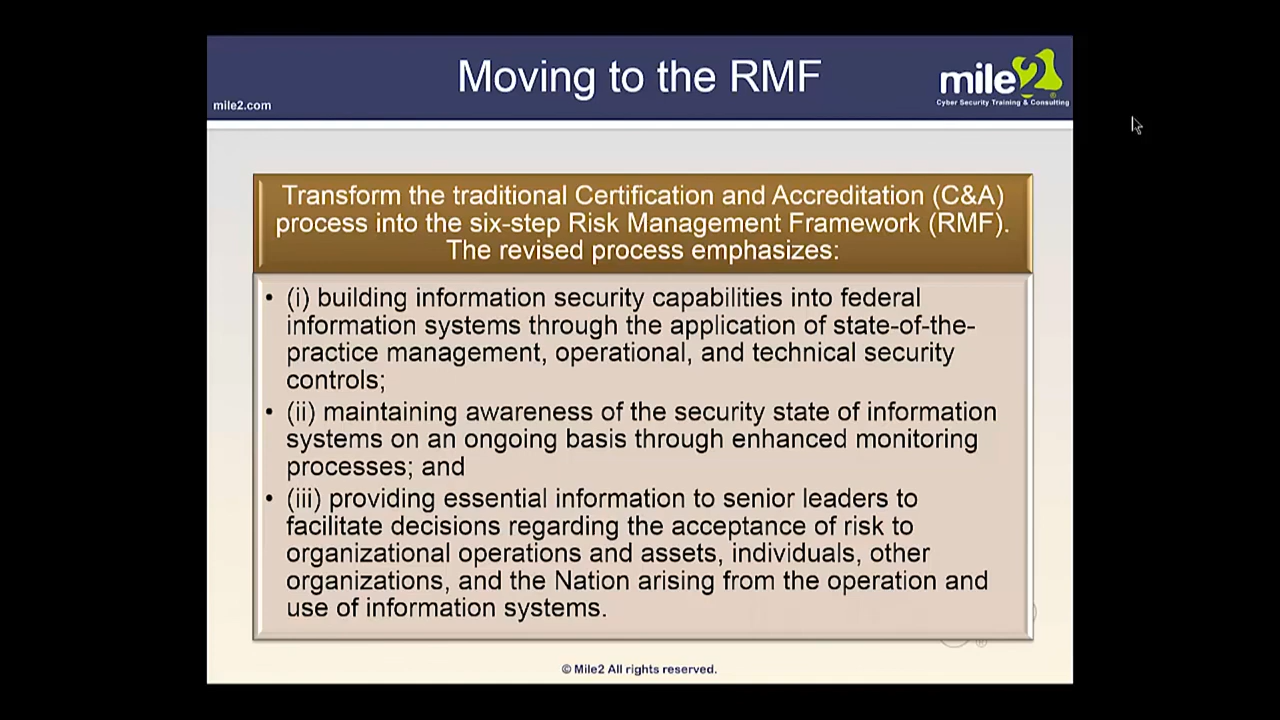 Moving to the RMF
mile2.com
mile2
Cyber Security Training & Consulting
Transform the traditional Certification and Accreditation (C&A)
process into the six-step Risk Management Framework (RMF).
The revised process emphasizes:
• (i) building information security capabilities into federal
information systems through the application of state-of-the-
practice management, operational, and technical security
controls;
• (ii) maintaining awareness of the security state of information
systems on an ongoing basis through enhanced monitoring
processes; and
• (iii) providing essential information to senior leaders to
facilitate decisions regarding the acceptance of risk to
organizational operations and assets, individuals, other
organizations, and the Nation arising from the operation and
use of information systems.
®
© Mile2 All rights reserved.